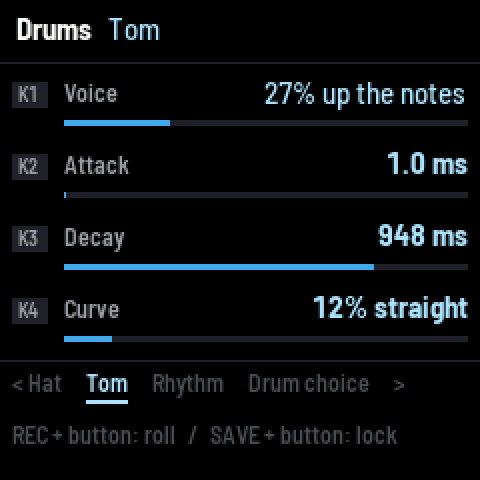 Drums Tom
K1 Voice 27% up the notes
K2 Attack 1.0 ms
K3 Decay 948 ms
K4 Curve 12% straight
< Hat Tom Rhythm Drum choice >
REC + button: roll / SAVE + button: lock